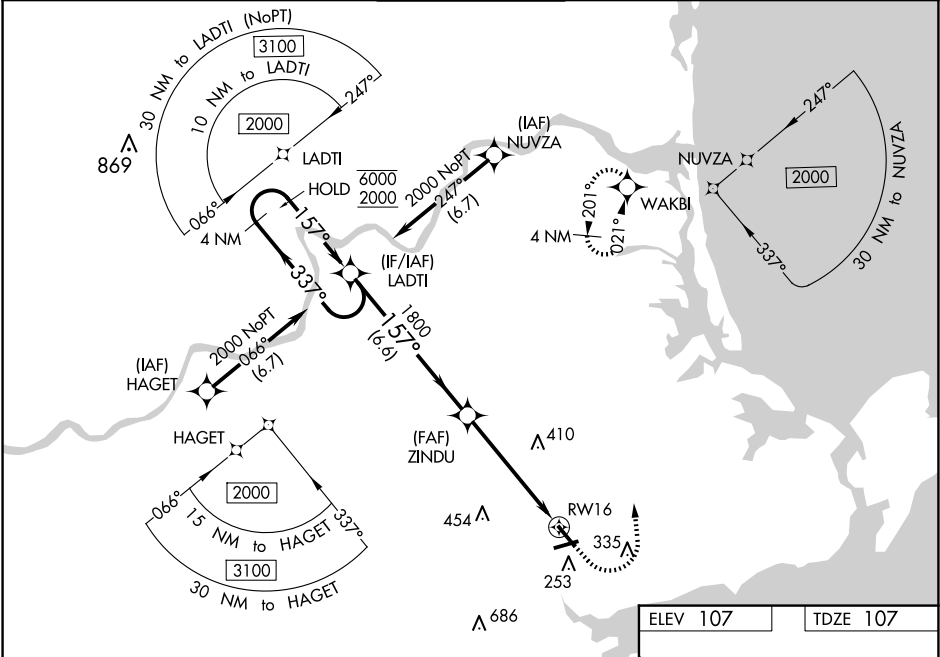 30 NM to LADTI (NoPT)
3100
10 NM to LADTI
2000
247°
066°
LADTI
869
HOLD
6000
2000
4 NM
157°
337°
(IF/IAF)
LADTI
(IAF)
NUVZA
2000 NoPT
247°
(6.7)
201°
021°
4 NM
WAKBI
NUVZA
247°
2000
337°
30 NM to NUVZA
2000 NoPT
066°
(6.7)
(IAF)
HAGET
1800
157°
(6.6)
HAGET
066°
2000
337°
15 NM to HAGET
3100
30 NM to HAGET
(FAF)
ZINDU
410
454
RW16
335
253
686
ELEV 107
TDZE 107